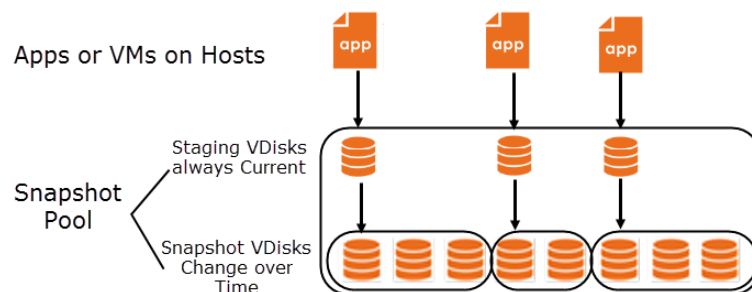 app
app
app
Apps or VMs on Hosts
Staging VDisks
always Current
Snapshot
Pool
Snapshot VDisks
Change over
Time